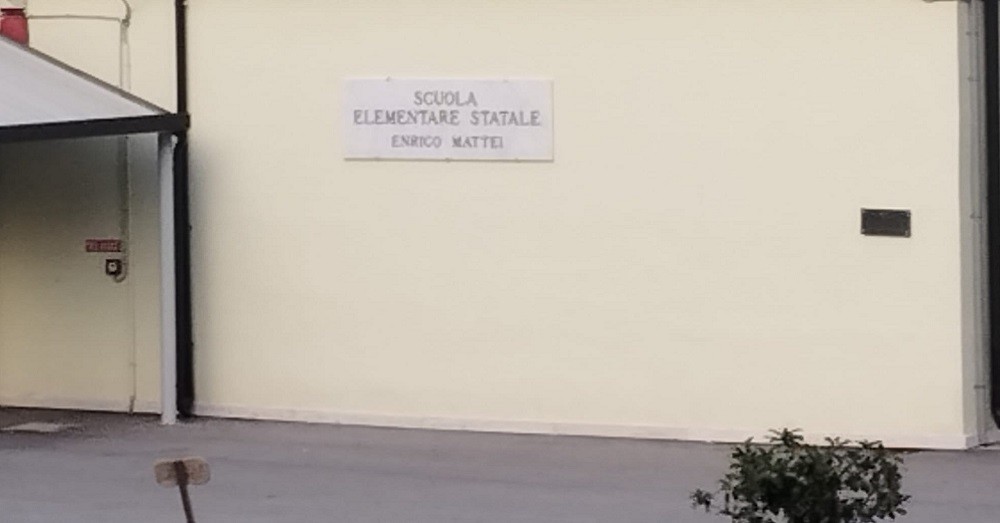 SCUOLA
ELEMENTARE STATALE
ENRICO MATTEI